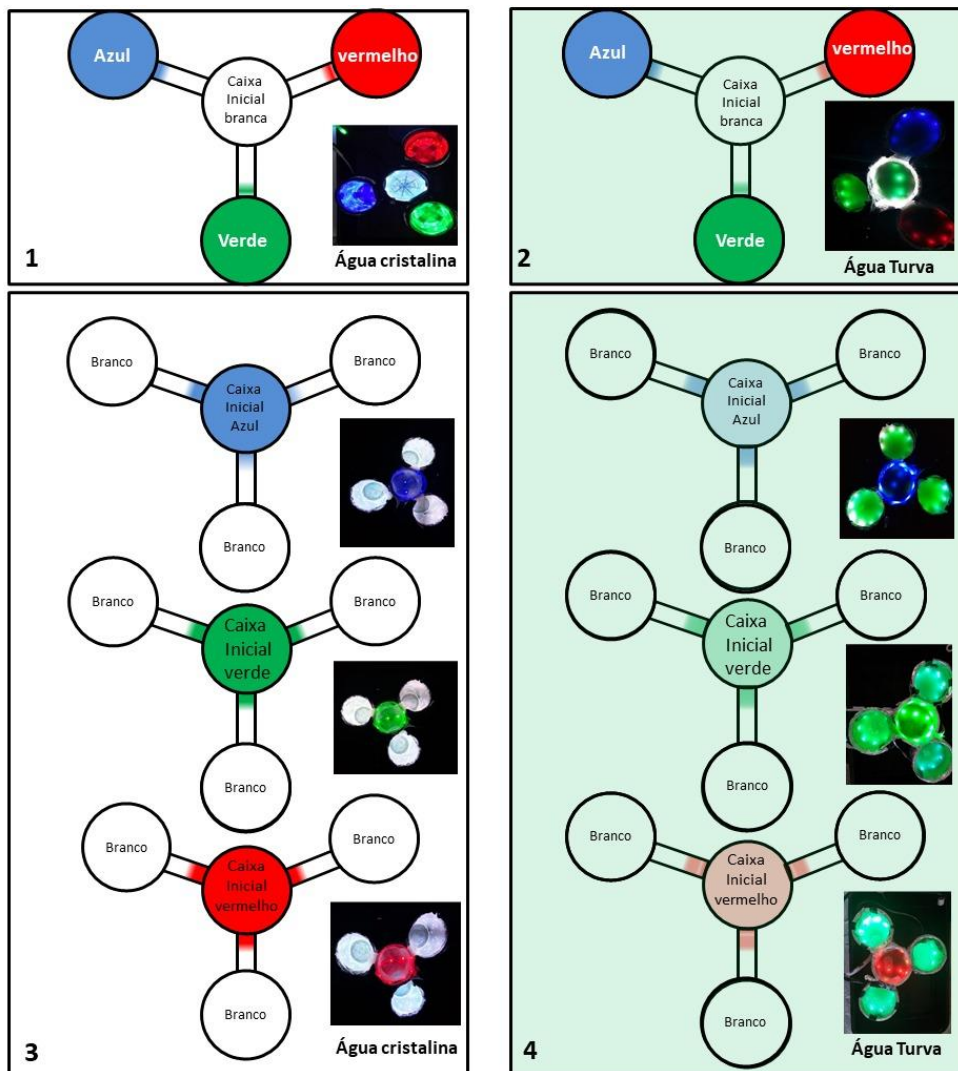 Azul
vermelho
Caixa
Inicial
branca
Verde
1
Água cristalina
Azul
vermelho
Caixa
Inicial
branca
Verde
2
Água Turva
Branco
Branco
Caixa
Inicial
Azul
Branco
Branco
Branco
Caixa
Inicial
verde
Branco
Branco
Branco
Caixa
Inicial
vermelho
Branco
3
Água cristalina
Branco
Branco
Caixa
Inicial
Azul
Branco
Branco
Branco
Caixa
Inicial
verde
Branco
Branco
Branco
Caixa
Inicial
vermelho
Branco
4
Água Turva